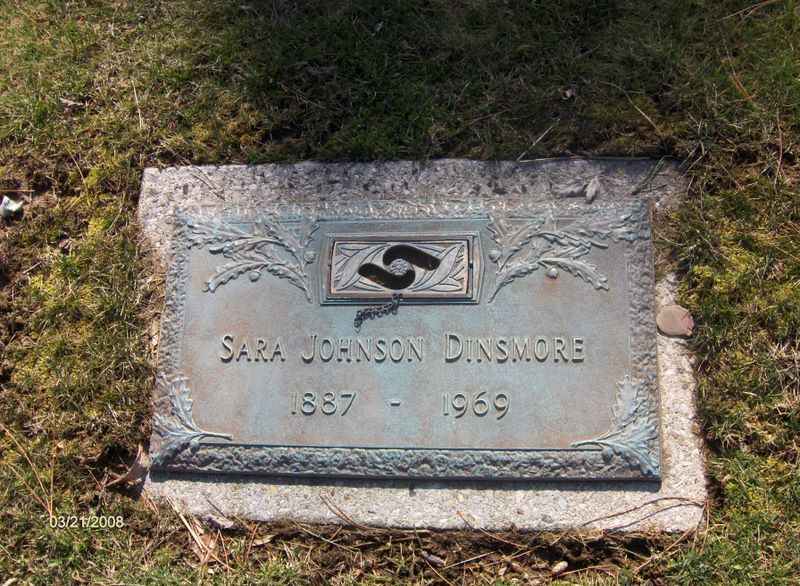 SARA JOHNSON DINSMORE
1887 - 1969
03/21/2008